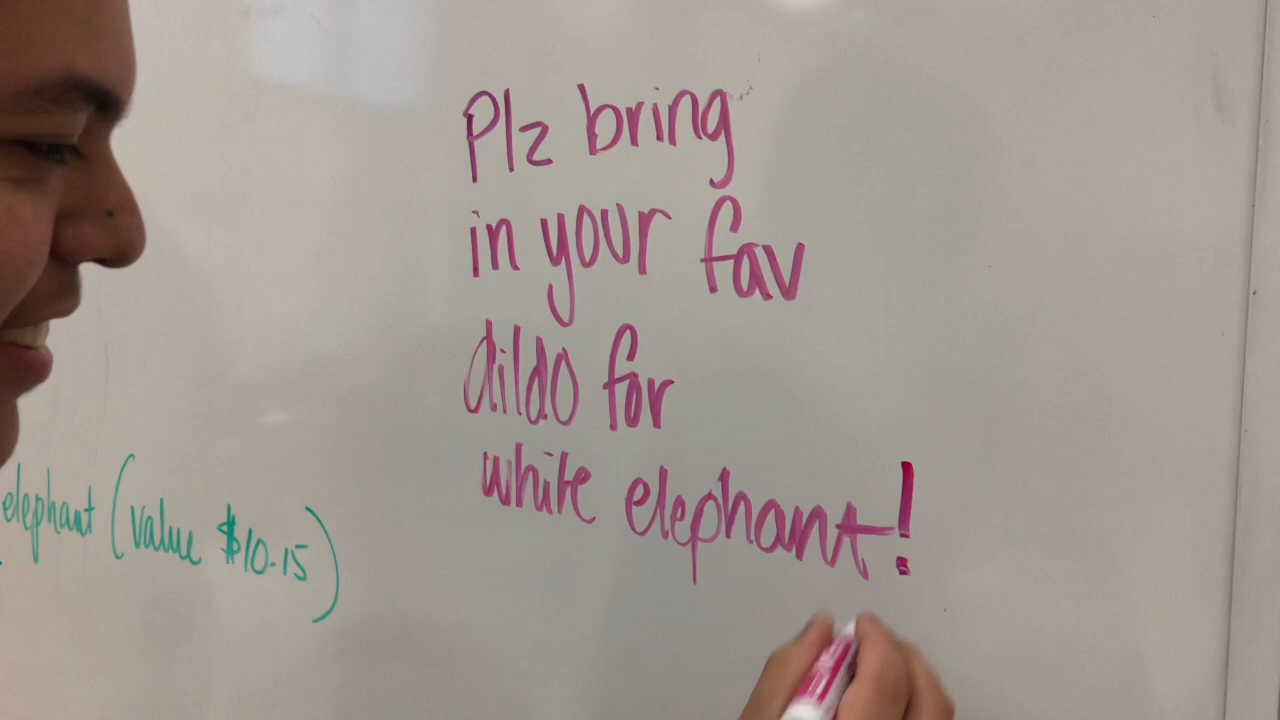 Plz bring
in your fav
dildo for
white elephant!
elephant (value $10.15)